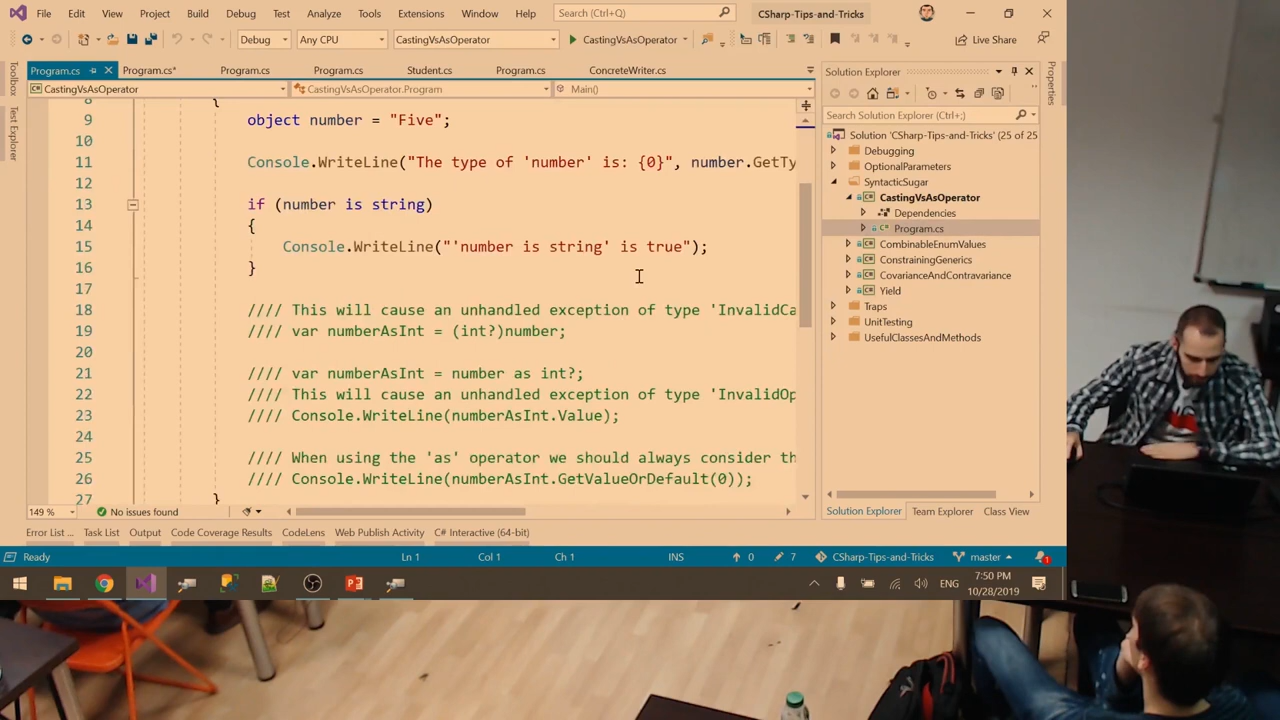 File Edit View Project Build Debug Test Analyze Tools Extensions Window Help Search (Ctrl+Q) CSharp-Tips-and-Tricks
Debug Any CPU CastingVsAsOperator CastingVsAsOperator Live Share
Program.cs Program.cs* Program.cs Program.cs Student.cs Program.cs ConcreteWriter.cs
CastingVsAsOperator CastingVsAsOperator.Program Main()
Toolbox
Test Explorer
8 {
9 object number = "Five";
10
11 Console.WriteLine("The type of 'number' is: {0}", number.GetTy
12
13 if (number is string)
14 {
15 Console.WriteLine("'number is string' is true");
16 }
17
18 //// This will cause an unhandled exception of type 'InvalidCa
19 //// var numberAsInt = (int?)number;
20
21 //// var numberAsInt = number as int?;
22 //// This will cause an unhandled exception of type 'InvalidOp
23 //// Console.WriteLine(numberAsInt.Value);
24
25 //// When using the 'as' operator we should always consider th
26 //// Console.WriteLine(numberAsInt.GetValueOrDefault(0));
27 }
149 % No issues found
Solution Explorer
Search Solution Explorer (Ctrl+;)
Solution 'CSharp-Tips-and-Tricks' (25 of 25
Debugging
OptionalParameters
SyntacticSugar
CastingVsAsOperator
Dependencies
Program.cs
CombinableEnumValues
ConstrainingGenerics
CovarianceAndContravariance
Yield
Traps
UnitTesting
UsefulClassesAndMethods
Solution Explorer Team Explorer Class View
Properties
Error List ... Task List Output Code Coverage Results CodeLens Web Publish Activity C# Interactive (64-bit)
Ready Ln 1 Col 1 Ch 1 INS 0 7 CSharp-Tips-and-Tricks master 1
ENG 7:50 PM
10/28/2019